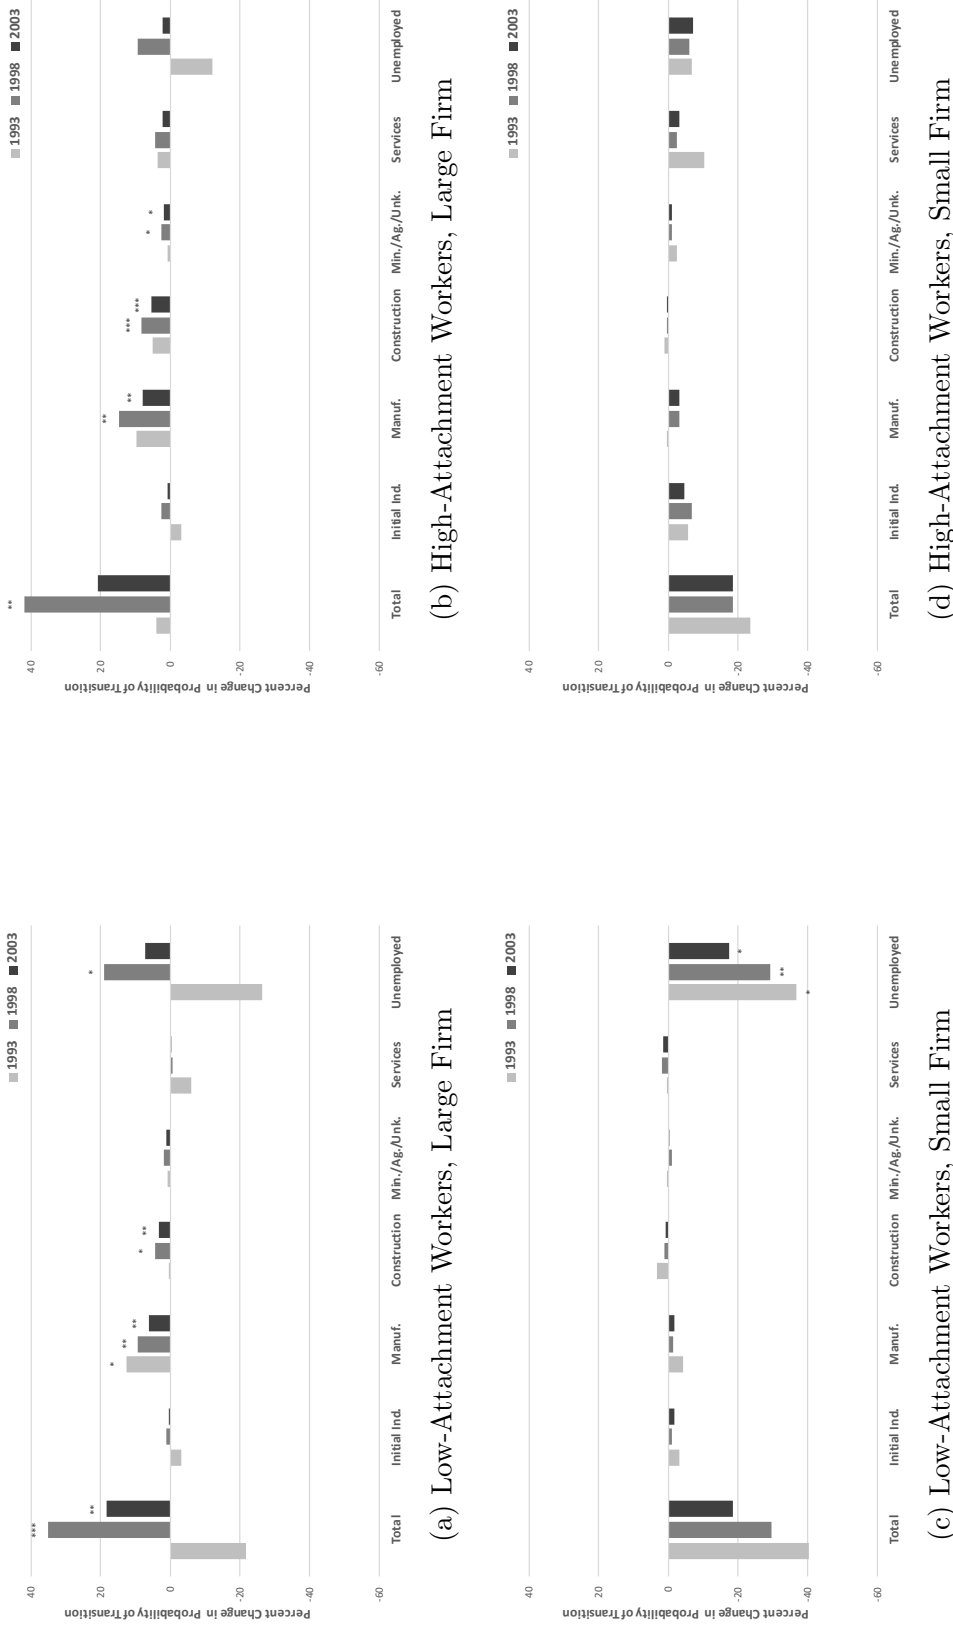 1993 1998 2003
Percent Change in Probability of Transition
40
20
0
-20
-40
-60
*** **
* ** **
* **
*
Total Initial Ind. Manuf. Construction Min./Ag./Unk. Services Unemployed
(a) Low-Attachment Workers, Large Firm
1993 1998 2003
Percent Change in Probability of Transition
40
20
0
-20
-40
-60
**
** **
*** ***
* *
Total Initial Ind. Manuf. Construction Min./Ag./Unk. Services Unemployed
(b) High-Attachment Workers, Large Firm
1993 1998 2003
Percent Change in Probability of Transition
40
20
0
-20
-40
-60
* ** *
Total Initial Ind. Manuf. Construction Min./Ag./Unk. Services Unemployed
(c) Low-Attachment Workers, Small Firm
1993 1998 2003
Percent Change in Probability of Transition
40
20
0
-20
-40
-60
Total Initial Ind. Manuf. Construction Min./Ag./Unk. Services Unemployed
(d) High-Attachment Workers, Small Firm